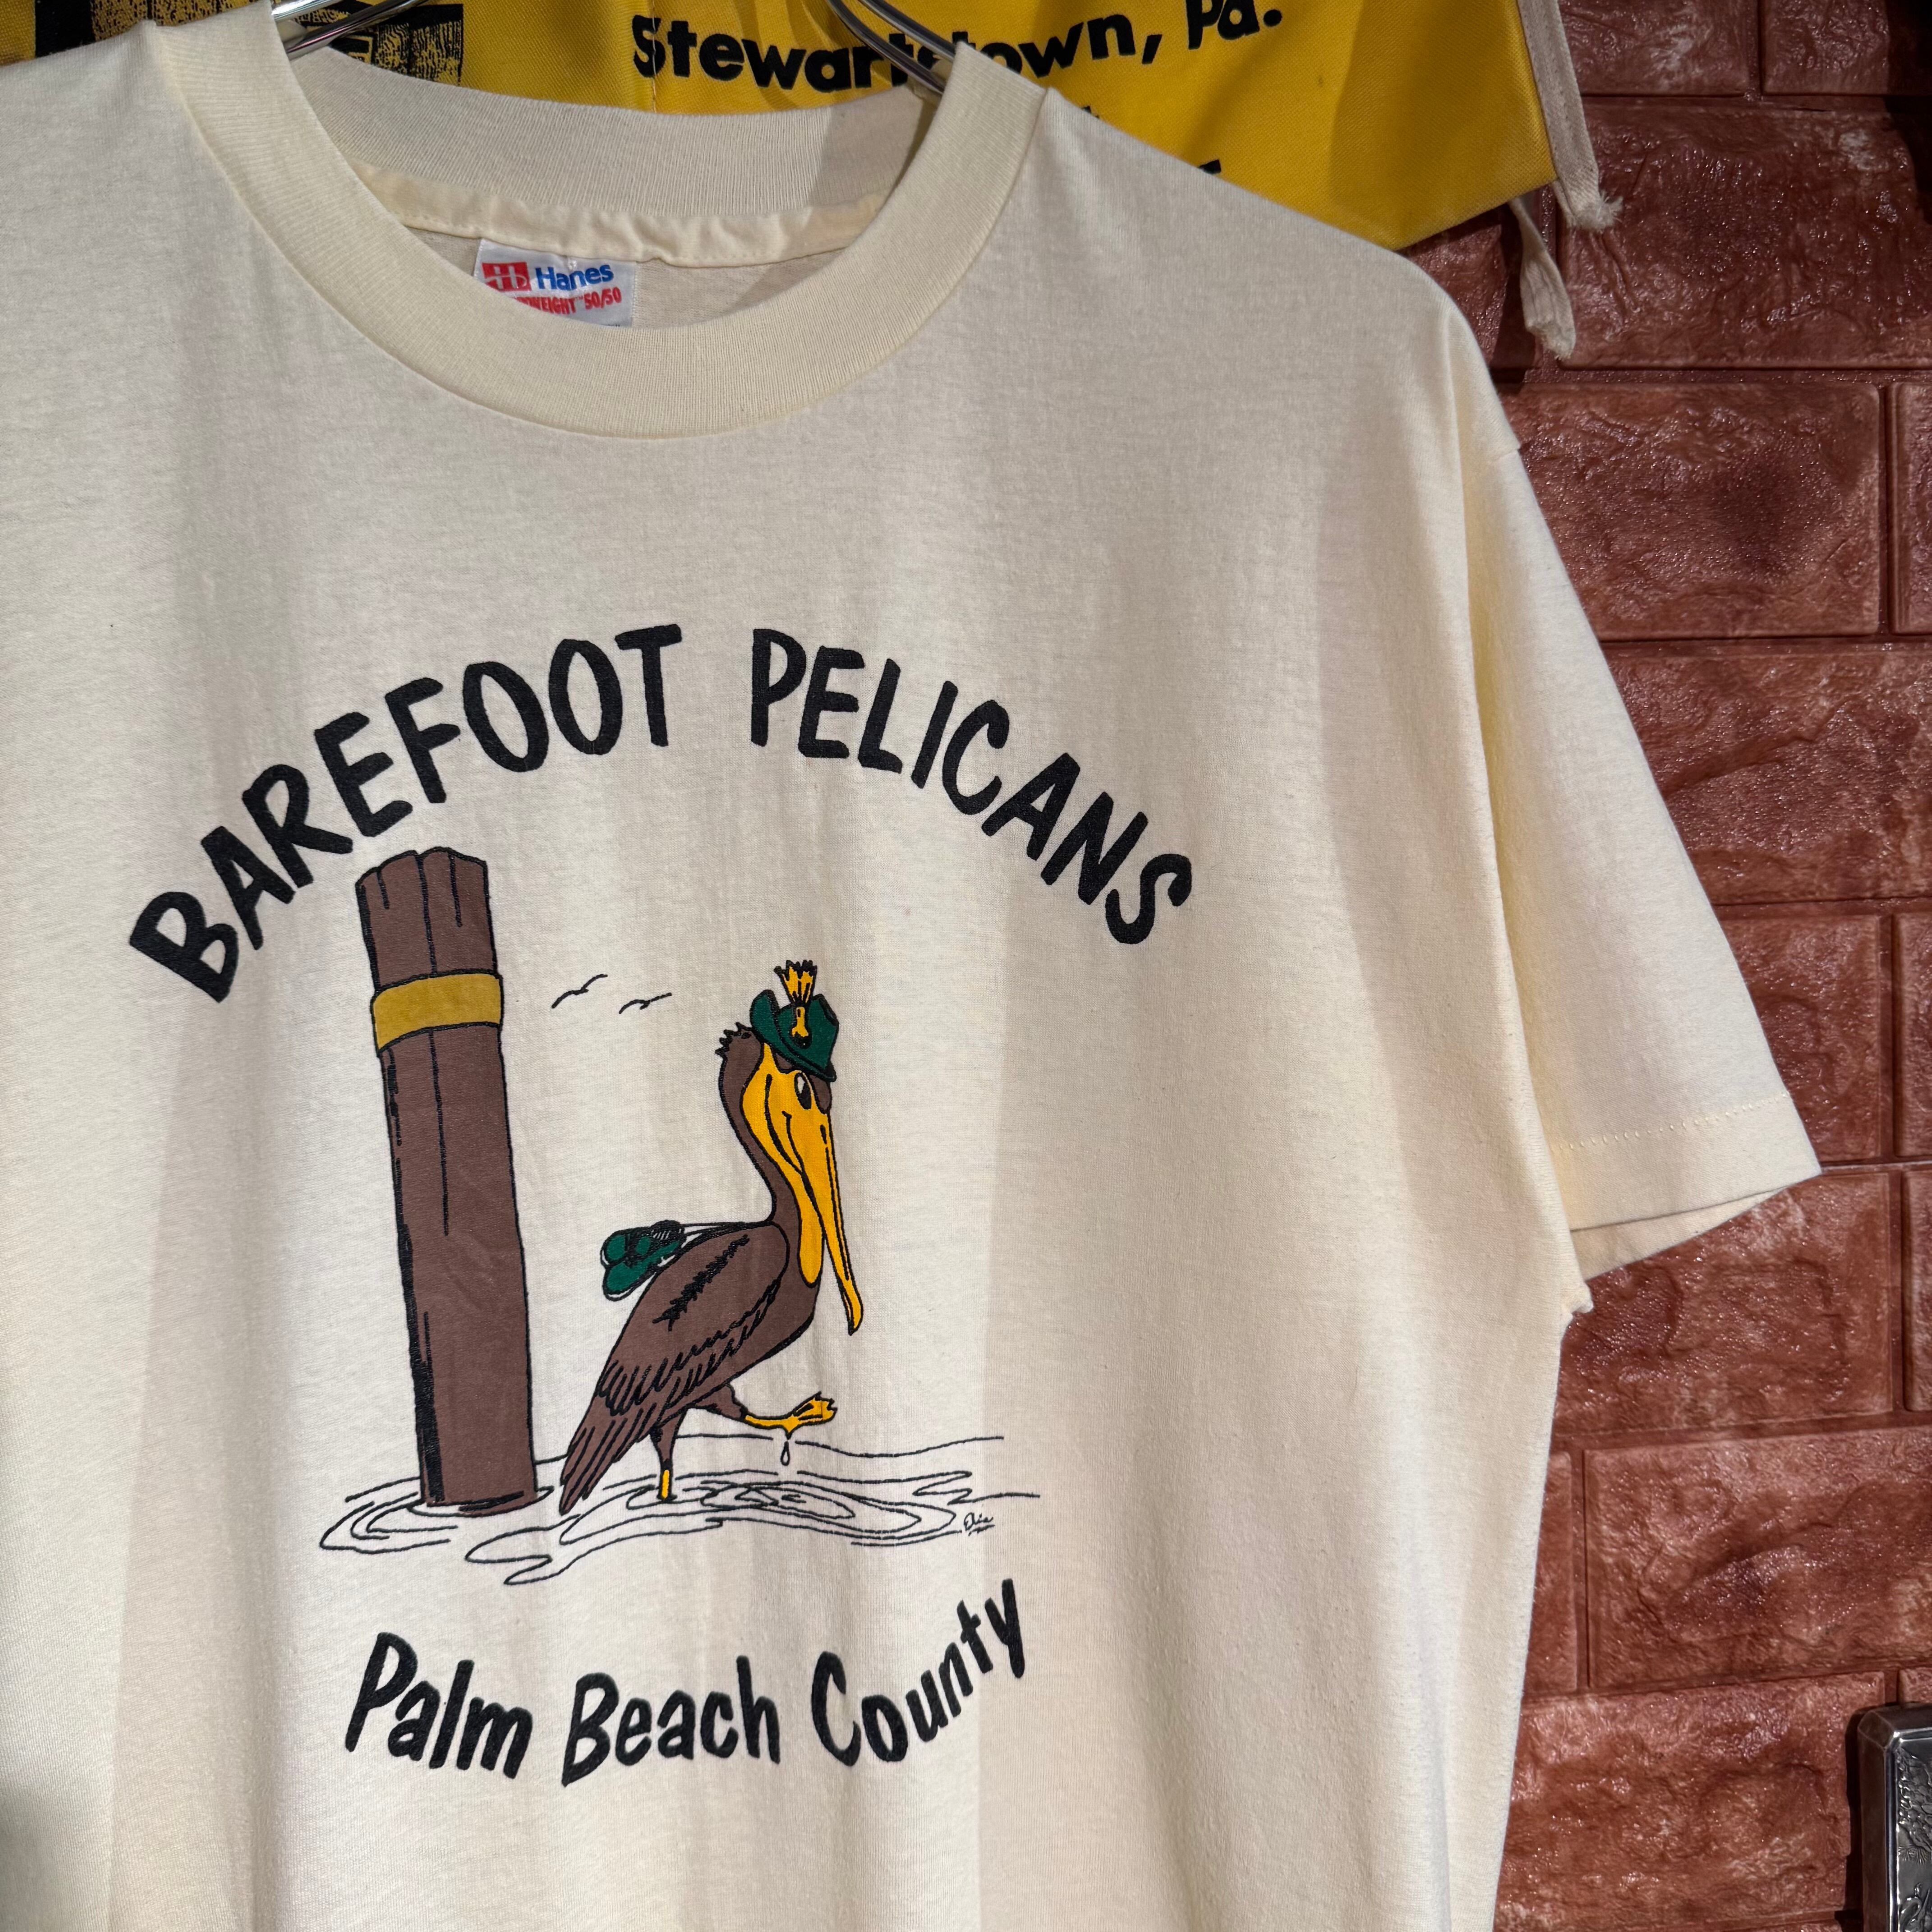 Stewartstown, Pa.
Hanes
50/50
BAREFOOT PELICANS
Palm Beach County